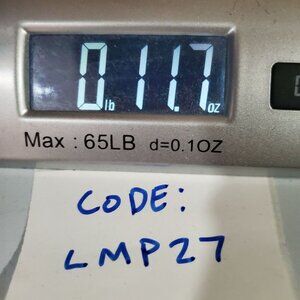 0 lb 11.7 oz
Max : 65LB d=0.1OZ
CODE:
LMP27